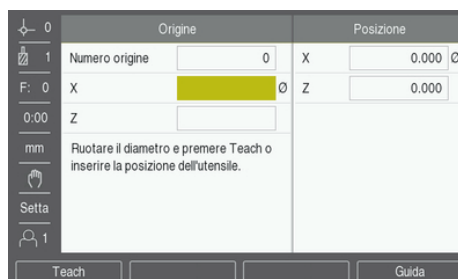 0
Origine
Posizione
1
Numero origine 0
X 0.000 Ø
F: 0
X Ø
Z 0.000
0:00
Z
mm
Ruotare il diametro e premere Teach o
inserire la posizione dell'utensile.
Setta
1
Teach
Guida